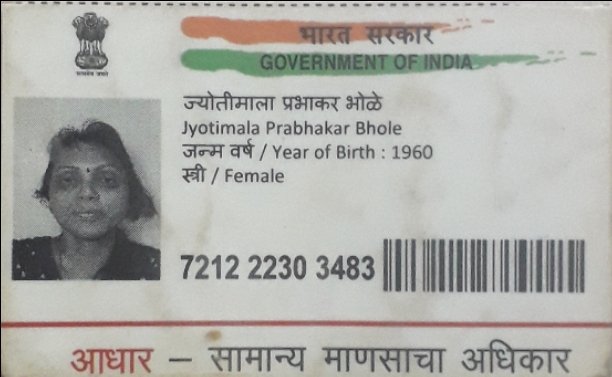 भारत सरकार
GOVERNMENT OF INDIA
ज्योतीमाला प्रभाकर भोळे
Jyotimala Prabhakar Bhole
जन्म वर्ष / Year of Birth : 1960
स्त्री / Female
7212 2230 3483
आधार – सामान्य माणसाचा अधिकार